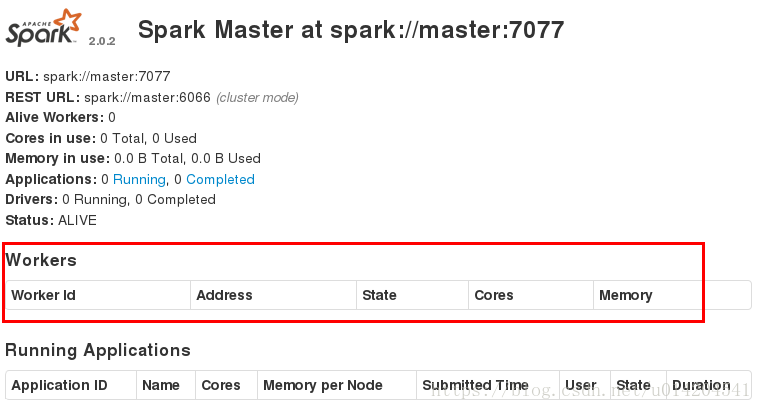 APACHE
Spark 2.0.2 Spark Master at spark://master:7077
URL: spark://master:7077
REST URL: spark://master:6066 (cluster mode)
Alive Workers: 0
Cores in use: 0 Total, 0 Used
Memory in use: 0.0 B Total, 0.0 B Used
Applications: 0 Running, 0 Completed
Drivers: 0 Running, 0 Completed
Status: ALIVE
Workers
Worker Id Address State Cores Memory
Running Applications
Application ID Name Cores Memory per Node Submitted Time User State Duration